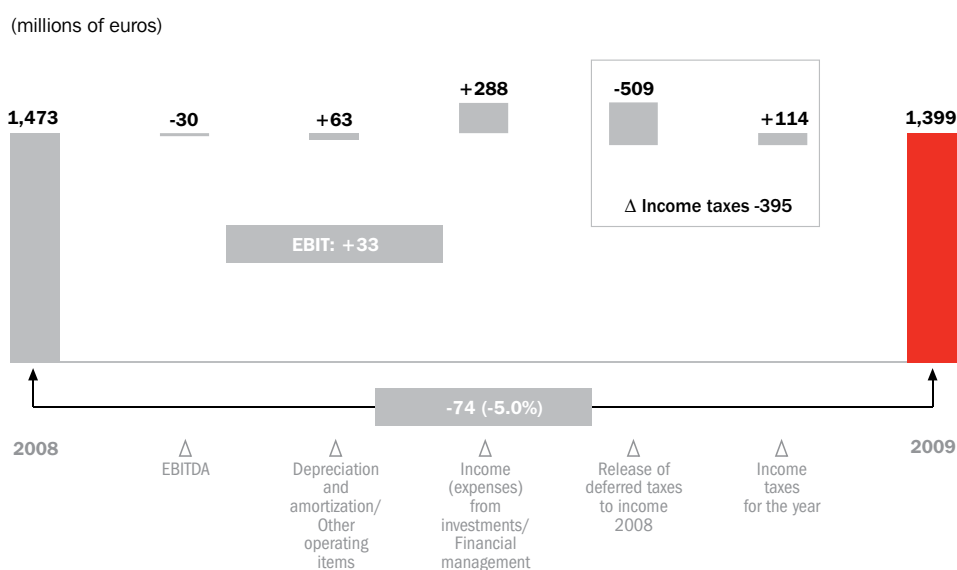 (millions of euros)
1,473
-30
+63
+288
-509
+114
1,399
Δ Income taxes -395
EBIT: +33
-74 (-5.0%)
2008
Δ
EBITDA
Δ
Depreciation
and
amortization/
Other
operating
items
Δ
Income
(expenses)
from
investments/
Financial
management
Δ
Release of
deferred taxes
to income
2008
Δ
Income
taxes
for the year
2009